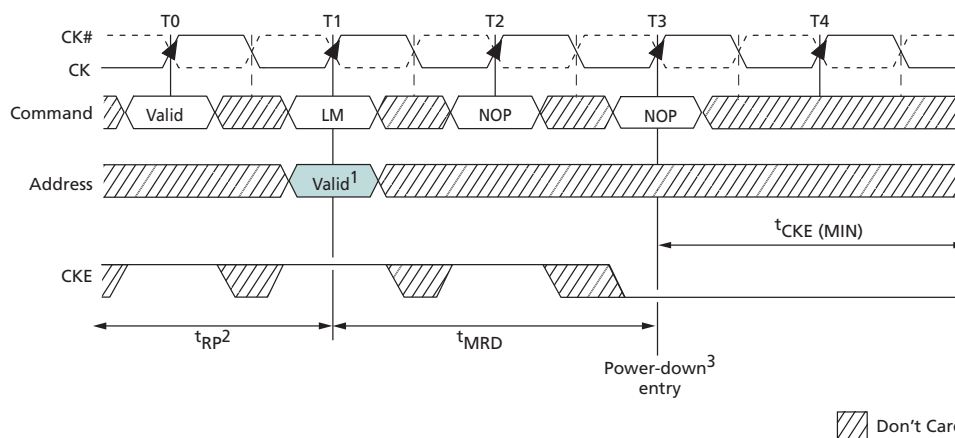 T0 T1 T2 T3 T4
CK#
CK
Command Valid LM NOP NOP
Address Valid1
tCKE (MIN)
CKE
tRP2 tMRD
Power-down3
entry
Don't Care